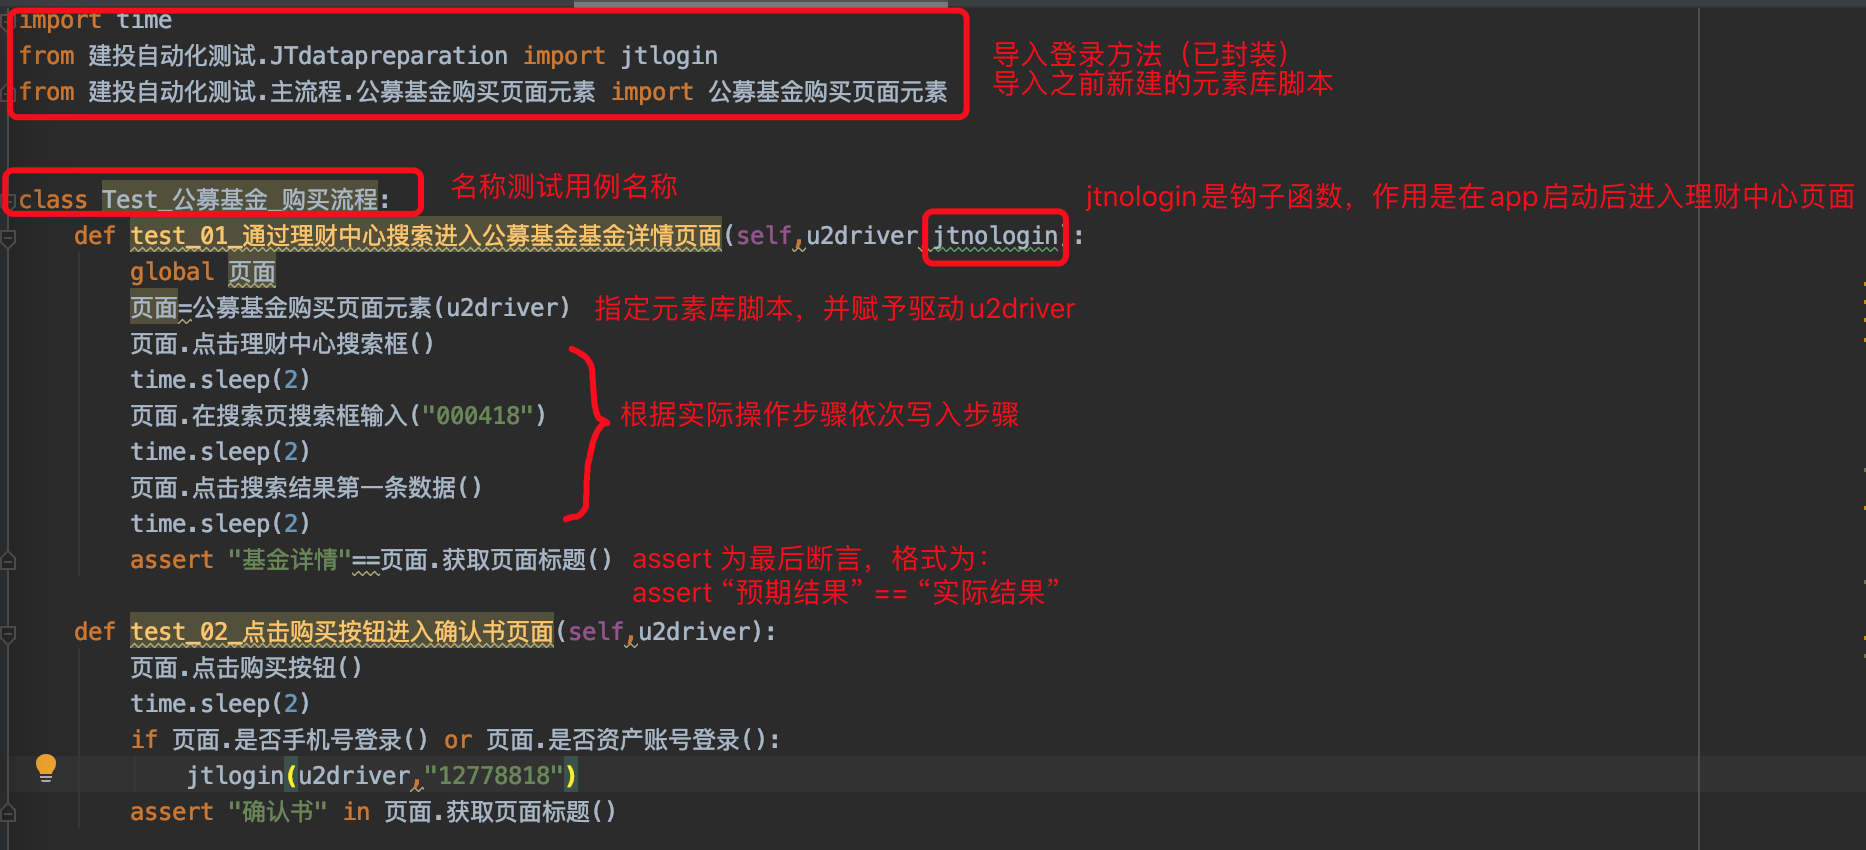 import time
from 建投自动化测试.JTdatapreparation import jtlogin
from 建投自动化测试.主流程.公募基金购买页面元素 import 公募基金购买页面元素
导入登录方法（已封装）
导入之前新建的元素库脚本
class Test_公募基金_购买流程:
名称测试用例名称
jtnologin是钩子函数，作用是在app启动后进入理财中心页面
def test_01_通过理财中心搜索进入公募基金基金详情页面(self,u2driver,jtnologin):
global 页面
页面=公募基金购买页面元素(u2driver)
指定元素库脚本，并赋予驱动u2driver
页面.点击理财中心搜索框()
time.sleep(2)
页面.在搜索页搜索框输入("000418")
根据实际操作步骤依次写入步骤
time.sleep(2)
页面.点击搜索结果第一条数据()
time.sleep(2)
assert "基金详情"==页面.获取页面标题()
assert 为最后断言，格式为：
assert “预期结果” == “实际结果”
def test_02_点击购买按钮进入确认书页面(self,u2driver):
页面.点击购买按钮()
time.sleep(2)
if 页面.是否手机号登录() or 页面.是否资产账号登录():
jtlogin(u2driver,"12778818")
assert "确认书" in 页面.获取页面标题()